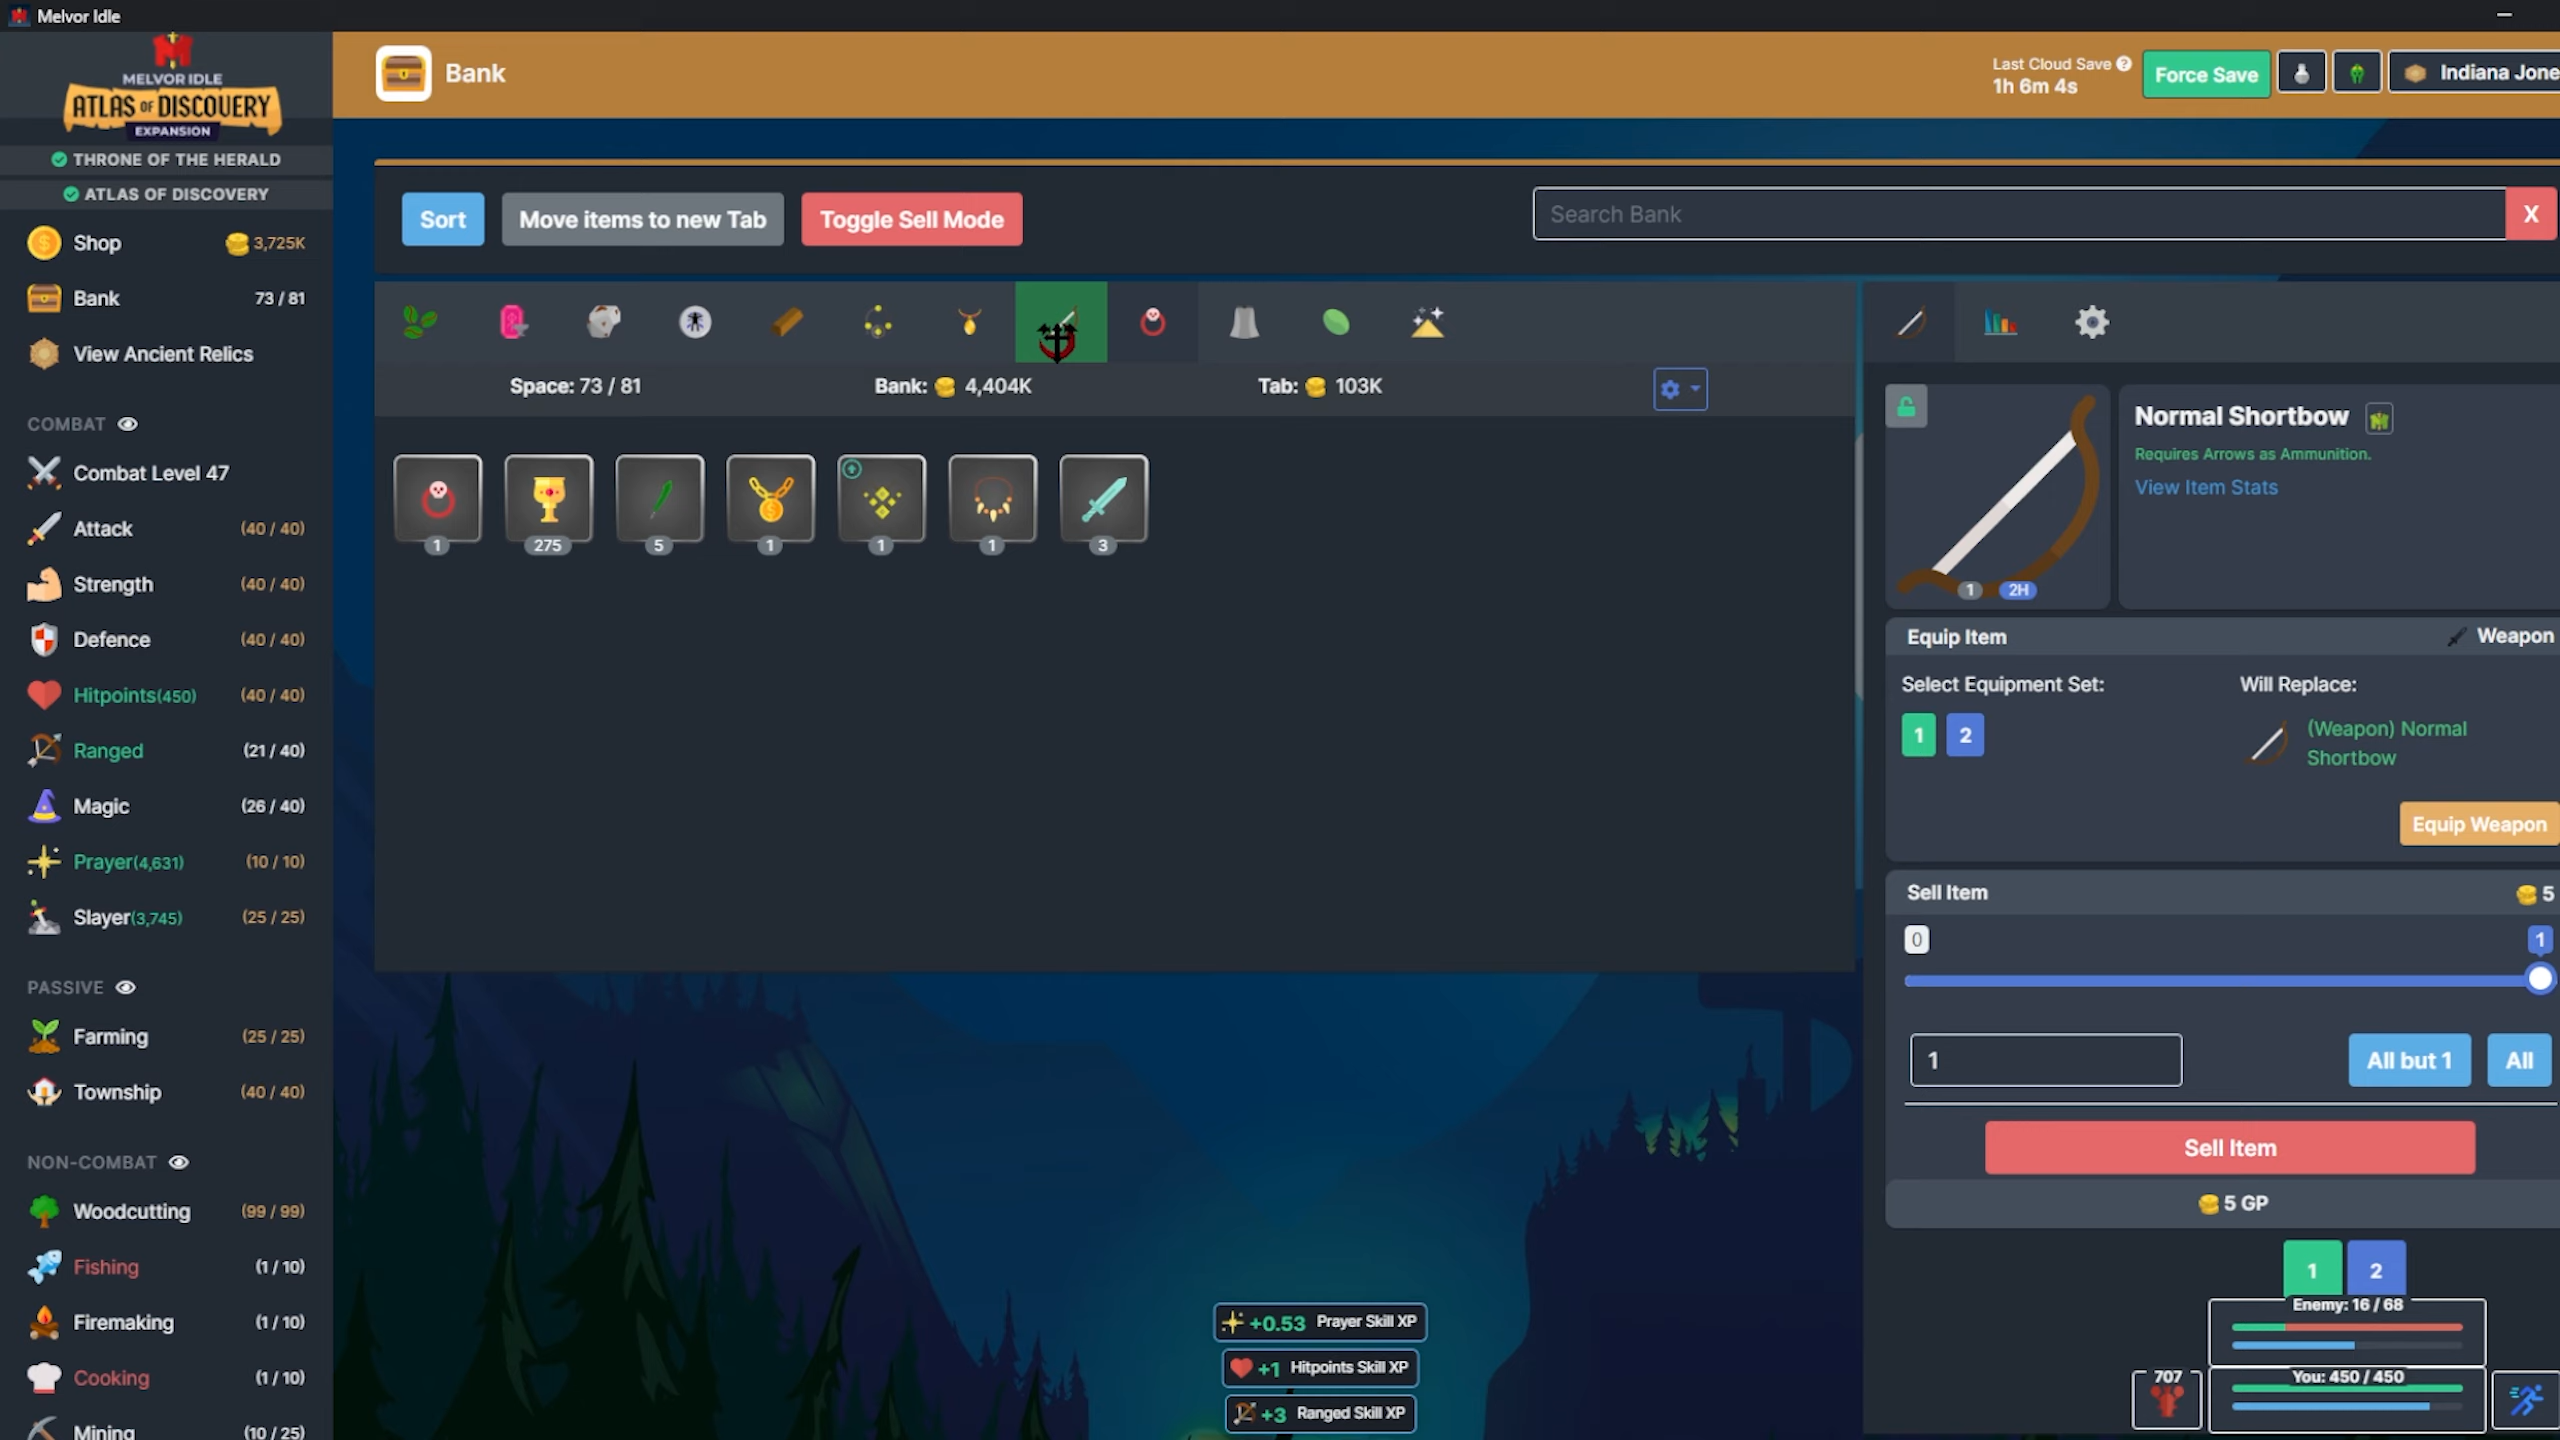 Melvor Idle
MELVOR IDLE
ATLAS OF DISCOVERY
EXPANSION
THRONE OF THE HERALD
ATLAS OF DISCOVERY
Shop 3,725K
Bank 73 / 81
View Ancient Relics
COMBAT
Combat Level 47
Attack (40 / 40)
Strength (40 / 40)
Defence (40 / 40)
Hitpoints(450) (40 / 40)
Ranged (21 / 40)
Magic (26 / 40)
Prayer(4,631) (10 / 10)
Slayer(3,745) (25 / 25)
PASSIVE
Farming (25 / 25)
Township (40 / 40)
NON-COMBAT
Woodcutting (99 / 99)
Fishing (1 / 10)
Firemaking (1 / 10)
Cooking (1 / 10)
Mining (10 / 25)
Bank
Last Cloud Save ?
1h 6m 4s
Force Save
Indiana Jone
Sort
Move items to new Tab
Toggle Sell Mode
Search Bank
X
Space: 73 / 81
Bank: 4,404K
Tab: 103K
1 275 5 1 1 1 3
Normal Shortbow
Requires Arrows as Ammunition.
View Item Stats
1 2H
Equip Item
Weapon
Select Equipment Set:
Will Replace:
1 2
(Weapon) Normal
Shortbow
Equip Weapon
Sell Item
5
0
1
1
All but 1
All
Sell Item
5 GP
1 2
Enemy: 16 / 68
707
You: 450 / 450
+0.53 Prayer Skill XP
+1 Hitpoints Skill XP
+3 Ranged Skill XP